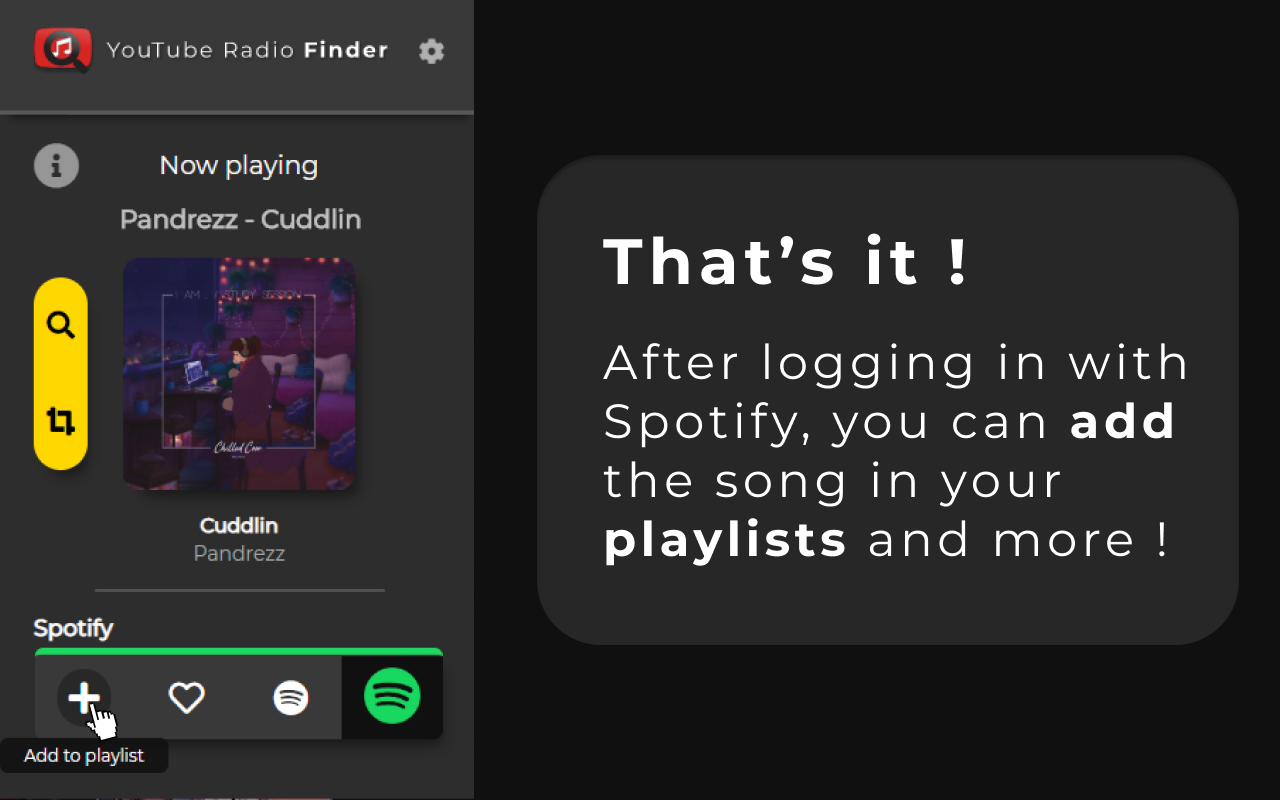 YouTube Radio Finder
Now playing
Pandrezz - Cuddlin
I AM . . STUDY SESSION
Chilled Cow
Cuddlin
Pandrezz
Spotify
Add to playlist
That’s it !
After logging in with
Spotify, you can add
the song in your
playlists and more !